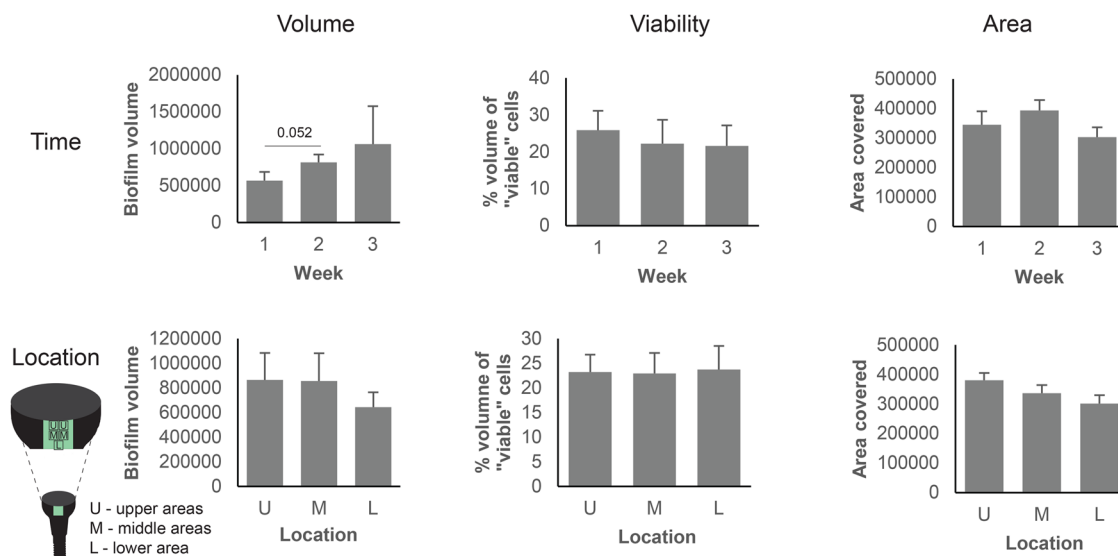 Volume
Viability
Area
Time
Biofilm volume
2000000
1500000
1000000
500000
0
0.052
1 2 3
Week
% volume of
"viable" cells
40
30
20
10
0
1 2 3
Week
Area covered
500000
400000
300000
200000
100000
0
1 2 3
Week
Location
U U
M M
L
U - upper areas
M - middle areas
L - lower area
Biofilm volume
1200000
1000000
800000
600000
400000
200000
0
U M L
Location
% volumne of
"viable" cells
30
25
20
15
10
5
0
U M L
Location
Area covered
500000
400000
300000
200000
100000
0
U M L
Location